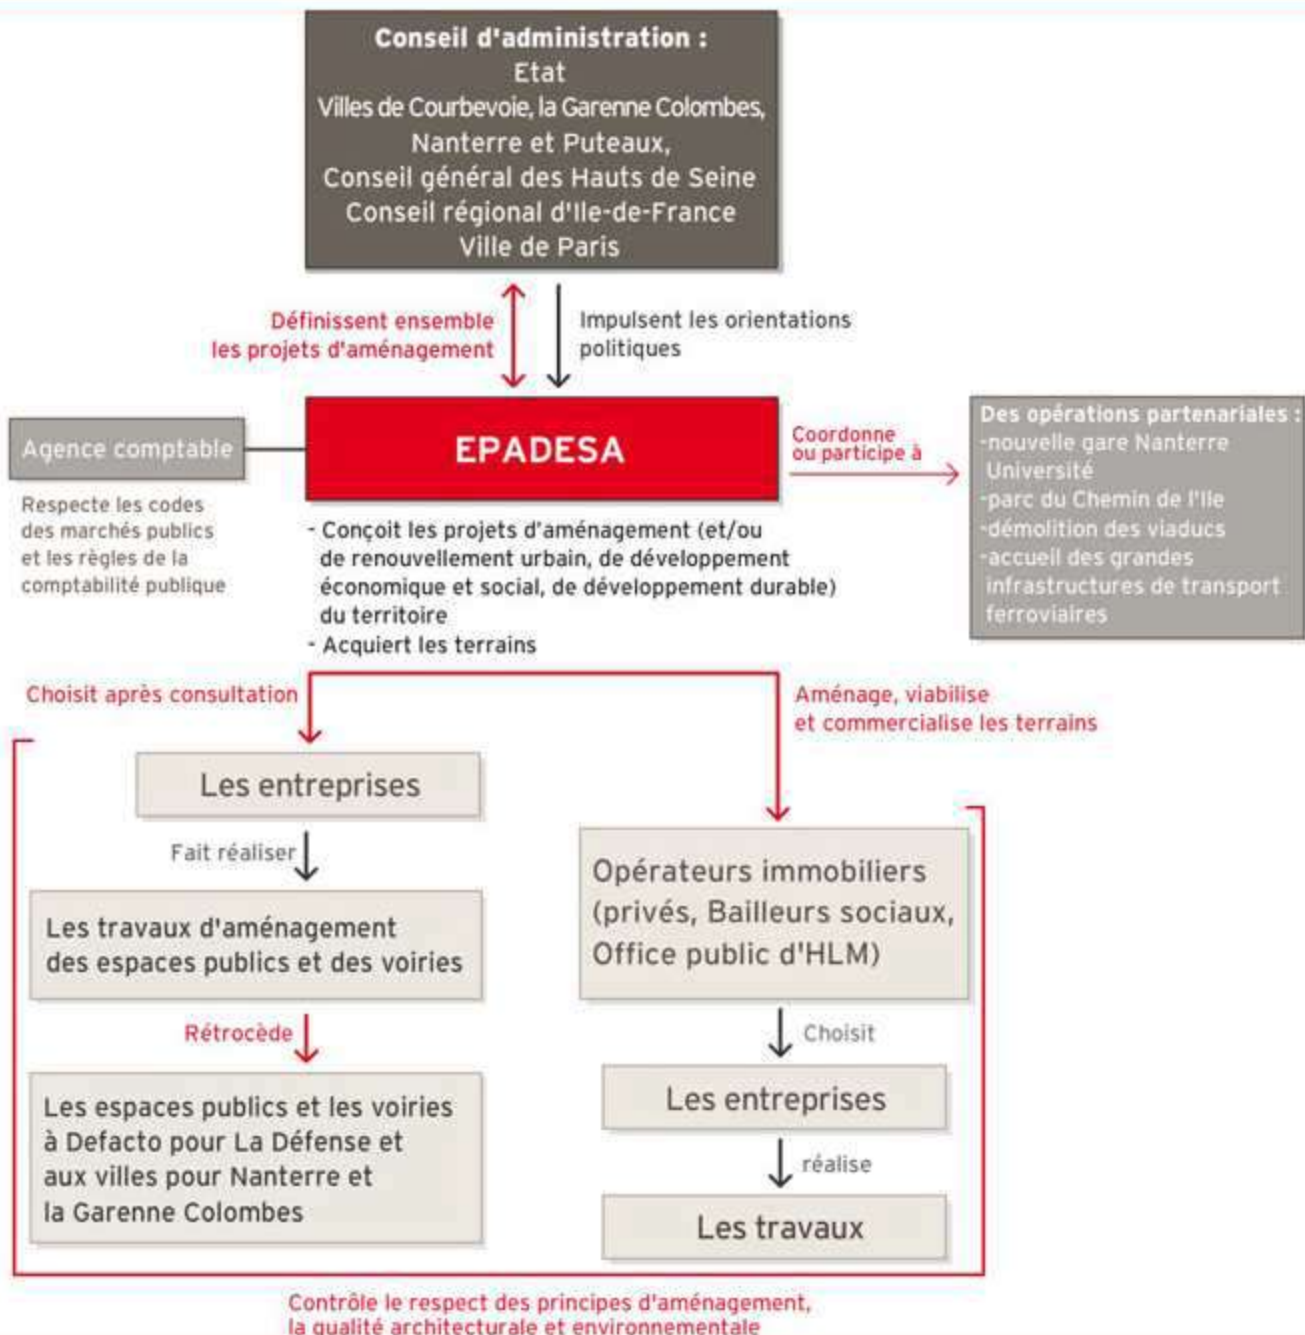 Conseil d'administration :
Etat
Villes de Courbevoie, la Garenne Colombes,
Nanterre et Puteaux,
Conseil général des Hauts de Seine
Conseil régional d'Ile-de-France
Ville de Paris
Définissent ensemble
les projets d'aménagement
Impulsent les orientations
politiques
Agence comptable
Respecte les codes
des marchés publics
et les règles de la
comptabilité publique
EPADESA
- Conçoit les projets d'aménagement (et/ou
de renouvellement urbain, de développement
économique et social, de développement durable)
du territoire
- Acquiert les terrains
Coordonne
ou participe à
Des opérations partenariales :
-nouvelle gare Nanterre
Université
-parc du Chemin de l'Ile
-démolition des viaducs
-accueil des grandes
infrastructures de transport
ferroviaires
Choisit après consultation
Les entreprises
Fait réaliser
Les travaux d'aménagement
des espaces publics et des voiries
Rétrocède
Les espaces publics et les voiries
à Defacto pour La Défense et
aux villes pour Nanterre et
la Garenne Colombes
Aménage, viabilise
et commercialise les terrains
Opérateurs immobiliers
(privés, Bailleurs sociaux,
Office public d'HLM)
Choisit
Les entreprises
réalise
Les travaux
Contrôle le respect des principes d'aménagement,
la qualité architecturale et environnementale